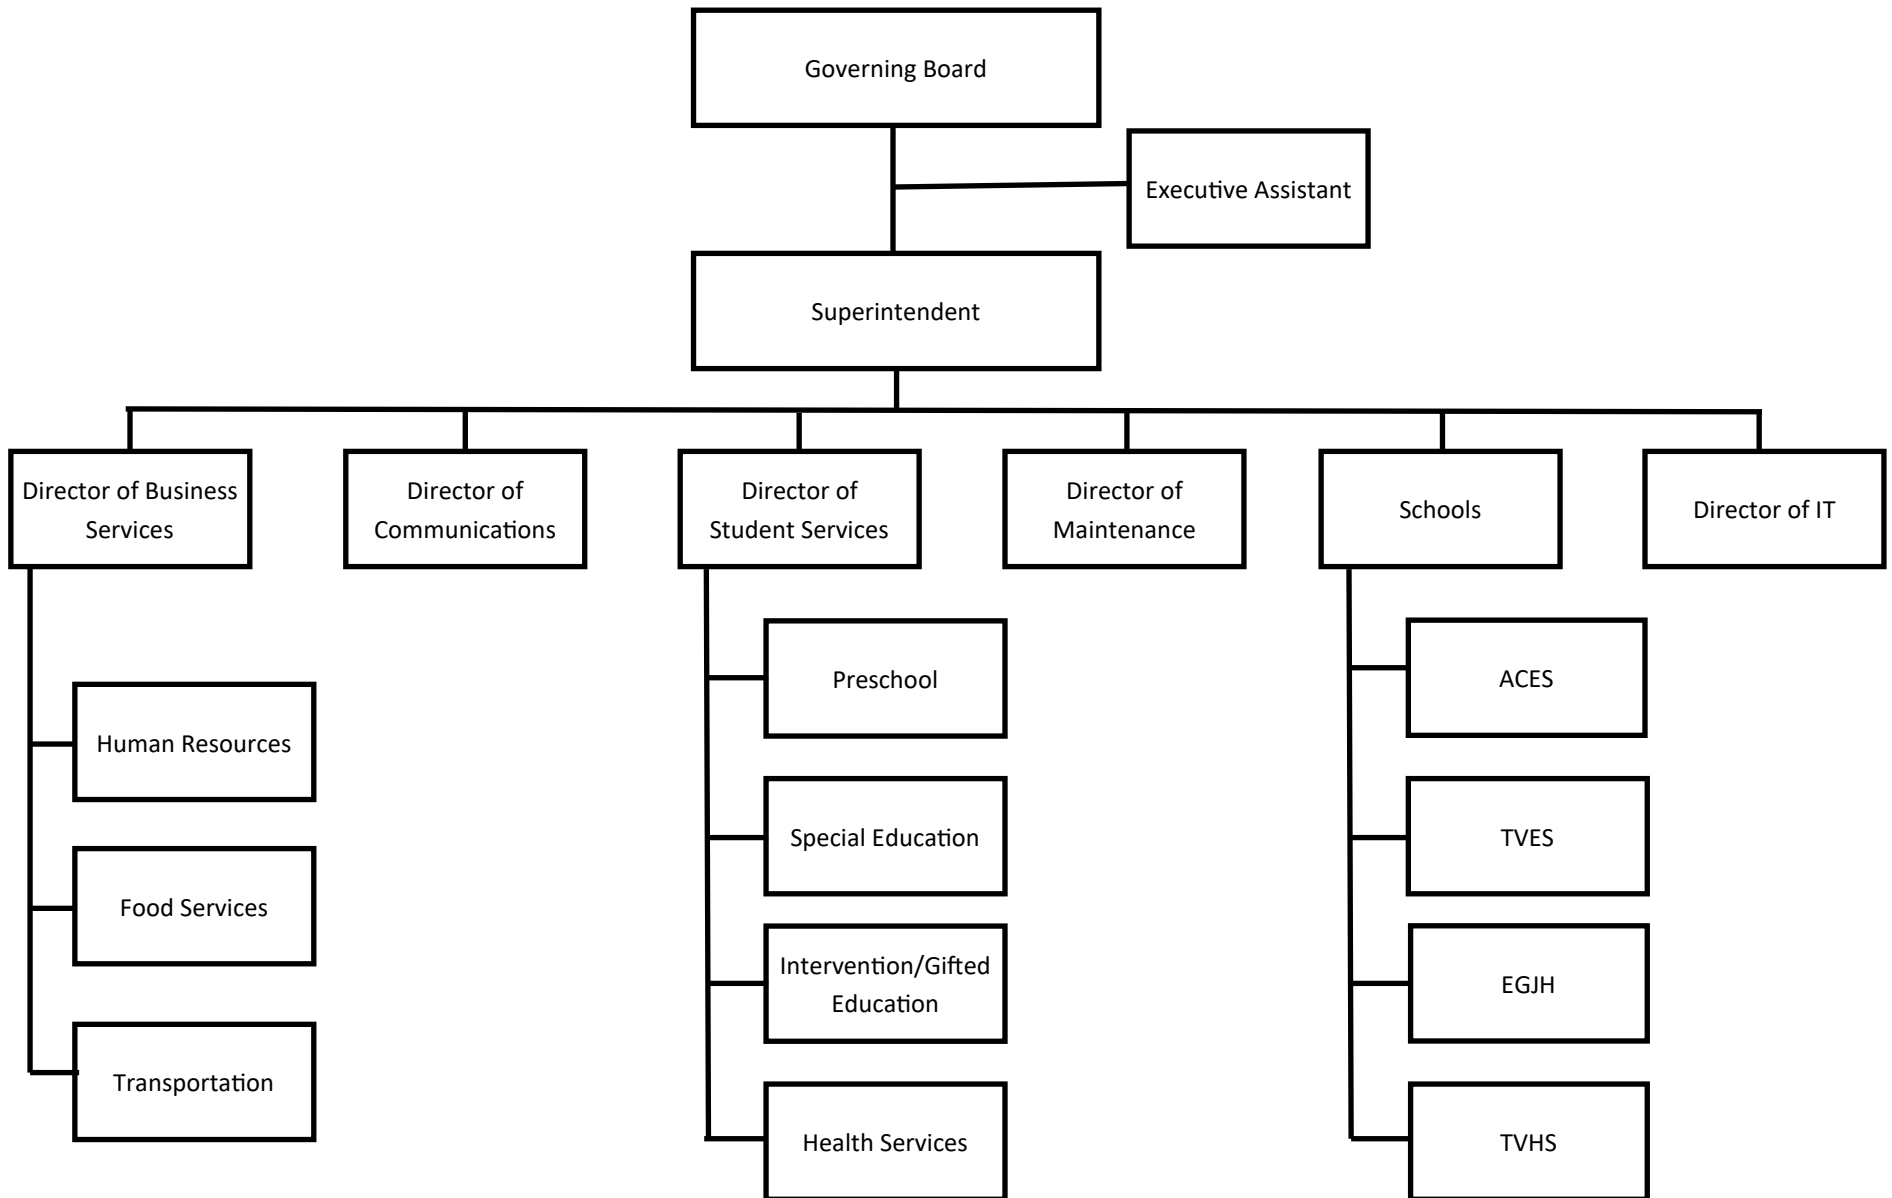 Governing Board
Executive Assistant
Superintendent
Director of Business
Services
Director of
Communications
Director of
Student Services
Director of
Maintenance
Schools
Director of IT
Human Resources
Food Services
Transportation
Preschool
Special Education
Intervention/Gifted
Education
Health Services
ACES
TVES
EGJH
TVHS